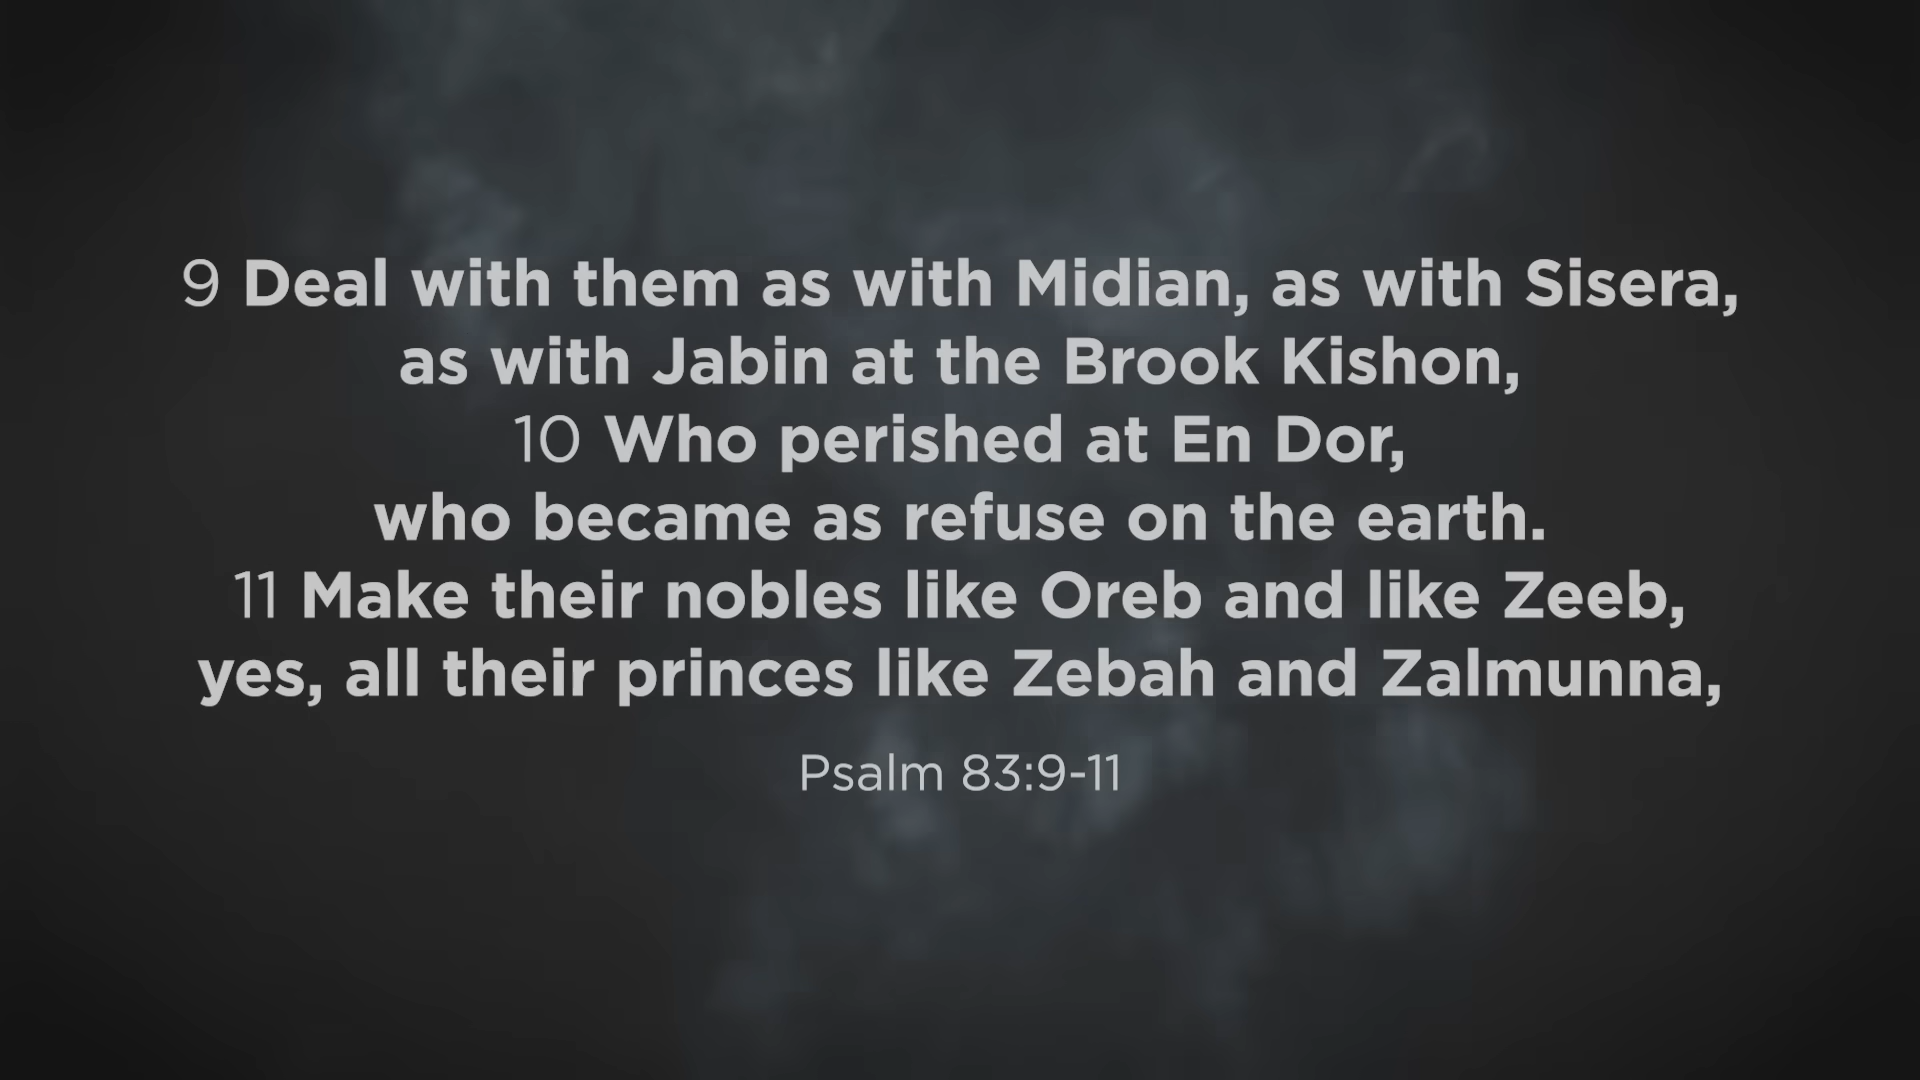 9 Deal with them as with Midian, as with Sisera,
as with Jabin at the Brook Kishon,
10 Who perished at En Dor,
who became as refuse on the earth.
11 Make their nobles like Oreb and like Zeeb,
yes, all their princes like Zebah and Zalmunna,
Psalm 83:9-11